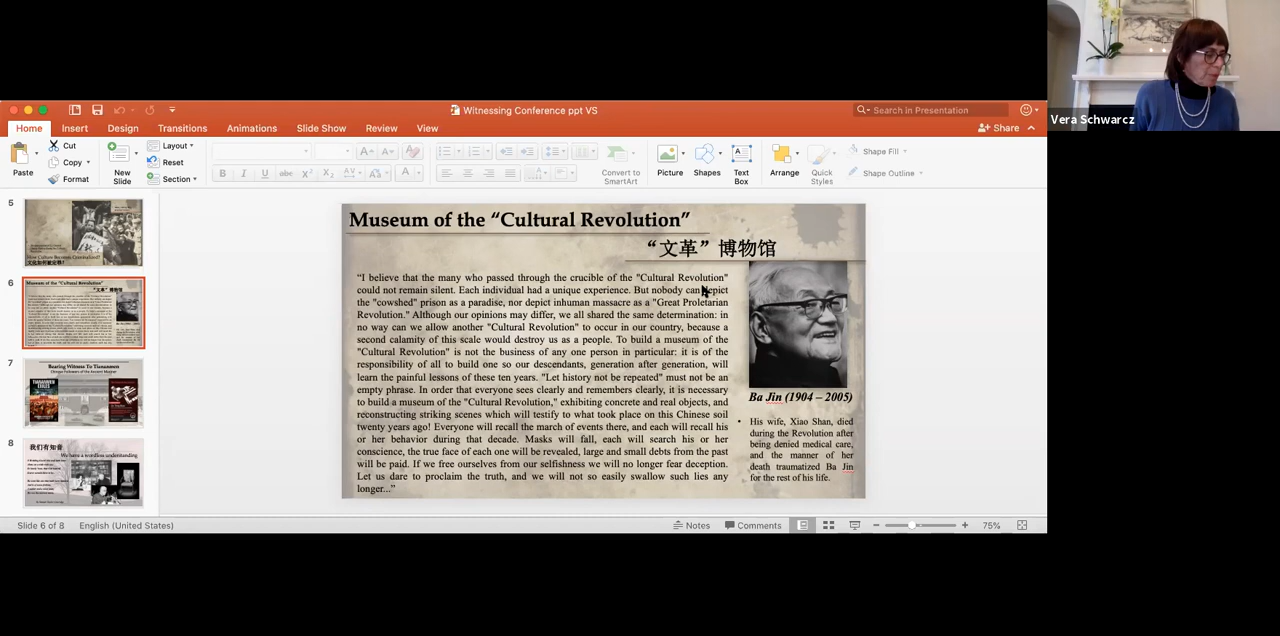 Vera Schwarcz
Witnessing Conference ppt VS
Search in Presentation
Home
Insert
Design
Transitions
Animations
Slide Show
Review
View
Share
Paste
Cut
Copy
Format
New
Slide
Layout
Reset
Section
B
I
U
abc
Convert to
SmartArt
Picture
Shapes
Text
Box
Arrange
Quick
Styles
Shape Fill
Shape Outline
5
6
7
Bearing Witness To Tiananmen
8
我们有知音
We have a wordless understanding
Museum of the “Cultural Revolution”
“文革”博物馆
“I believe that the many who passed through the crucible of the "Cultural Revolution"
could not remain silent. Each individual had a unique experience. But nobody can depict
the "cowshed" prison as a paradise, nor depict inhuman massacre as a "Great Proletarian
Revolution." Although our opinions may differ, we all shared the same determination: in
no way can we allow another "Cultural Revolution" to occur in our country, because a
second calamity of this scale would destroy us as a people. To build a museum of the
"Cultural Revolution" is not the business of any one person in particular: it is of the
responsibility of all to build one so our descendants, generation after generation, will
learn the painful lessons of these ten years. "Let history not be repeated" must not be an
empty phrase. In order that everyone sees clearly and remembers clearly, it is necessary
to build a museum of the "Cultural Revolution," exhibiting concrete and real objects, and
reconstructing striking scenes which will testify to what took place on this Chinese soil
twenty years ago! Everyone will recall the march of events there, and each will recall his
or her behavior during that decade. Masks will fall, each will search his or her
conscience, the true face of each one will be revealed, large and small debts from the past
will be paid. If we free ourselves from our selfishness we will no longer fear deception.
Let us dare to proclaim the truth, and we will not so easily swallow such lies any
longer...”
Ba Jin (1904 – 2005)
• His wife, Xiao Shan, died
during the Revolution after
being denied medical care,
and the manner of her
death traumatized Ba Jin
for the rest of his life.
Slide 6 of 8
English (United States)
Notes
Comments
75%